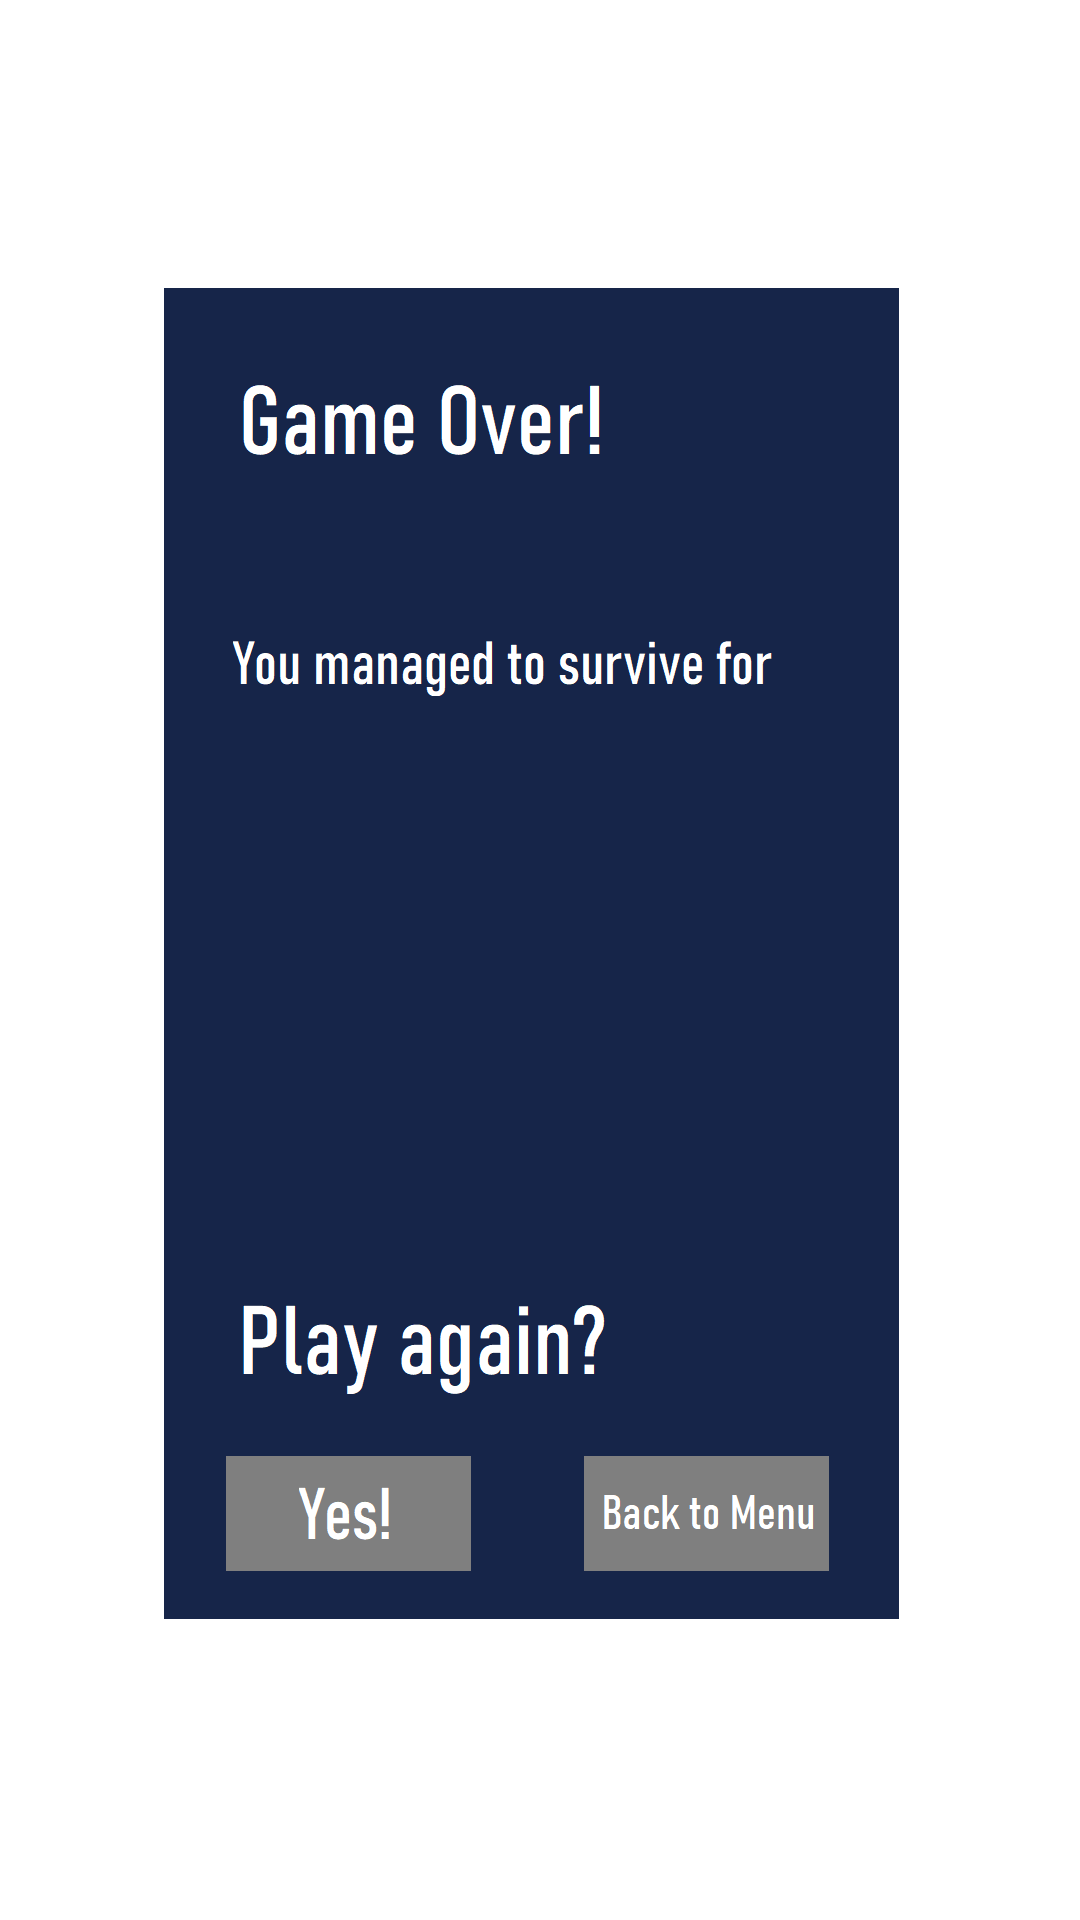 Game Over!
You managed to survive for
Play again?
Yes!
Back to Menu